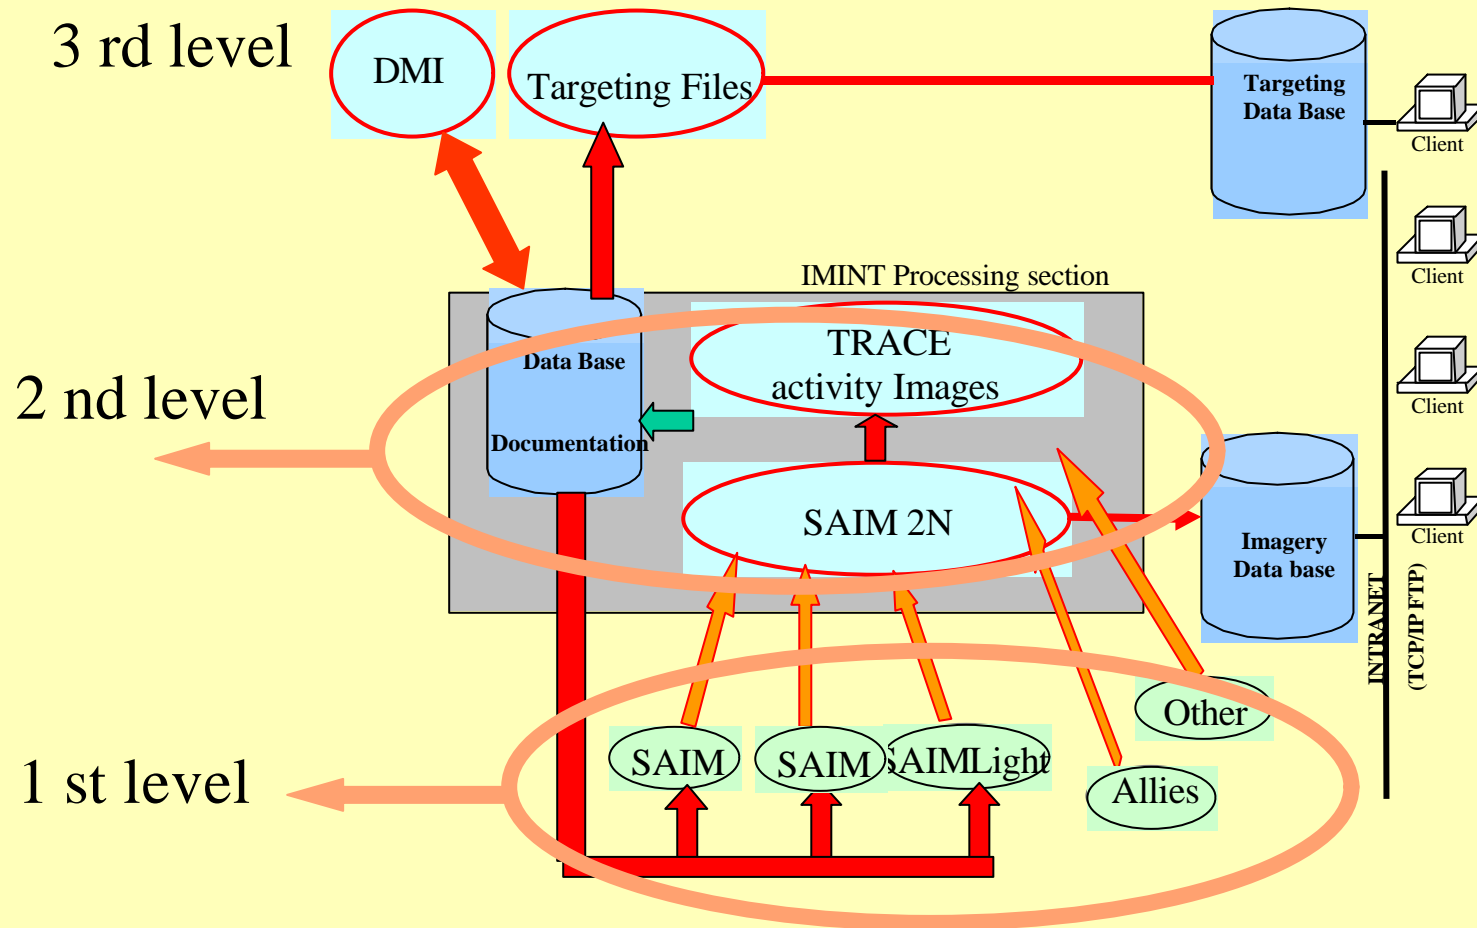 3 rd level
DMI
Targeting Files
Targeting
Data Base
Client
Client
IMINT Processing section
TRACE
activity Images
Data Base
Documentation
2 nd level
Client
SAIM 2N
Imagery
Data base
Client
INTRANET
(TCP/IP FTP)
Other
SAIM
SAIM
SAIMLight
Allies
1 st level